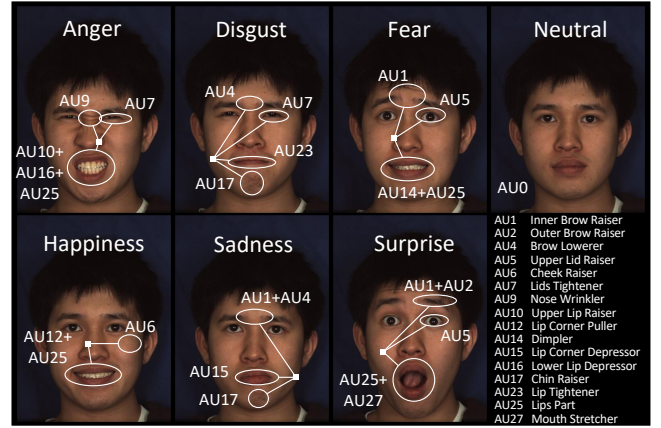 Anger
AU9
AU7
AU10+
AU16+
AU25
Disgust
AU4
AU7
AU23
AU17
Fear
AU1
AU5
AU14+AU25
Neutral
AU0
Happiness
AU6
AU12+
AU25
Sadness
AU1+AU4
AU15
AU17
Surprise
AU1+AU2
AU5
AU25+
AU27
AU1 Inner Brow Raiser
AU2 Outer Brow Raiser
AU4 Brow Lowerer
AU5 Upper Lid Raiser
AU6 Cheek Raiser
AU7 Lids Tightener
AU9 Nose Wrinkler
AU10 Upper Lip Raiser
AU12 Lip Corner Puller
AU14 Dimpler
AU15 Lip Corner Depressor
AU16 Lower Lip Depressor
AU17 Chin Raiser
AU23 Lip Tightener
AU25 Lips Part
AU27 Mouth Stretcher